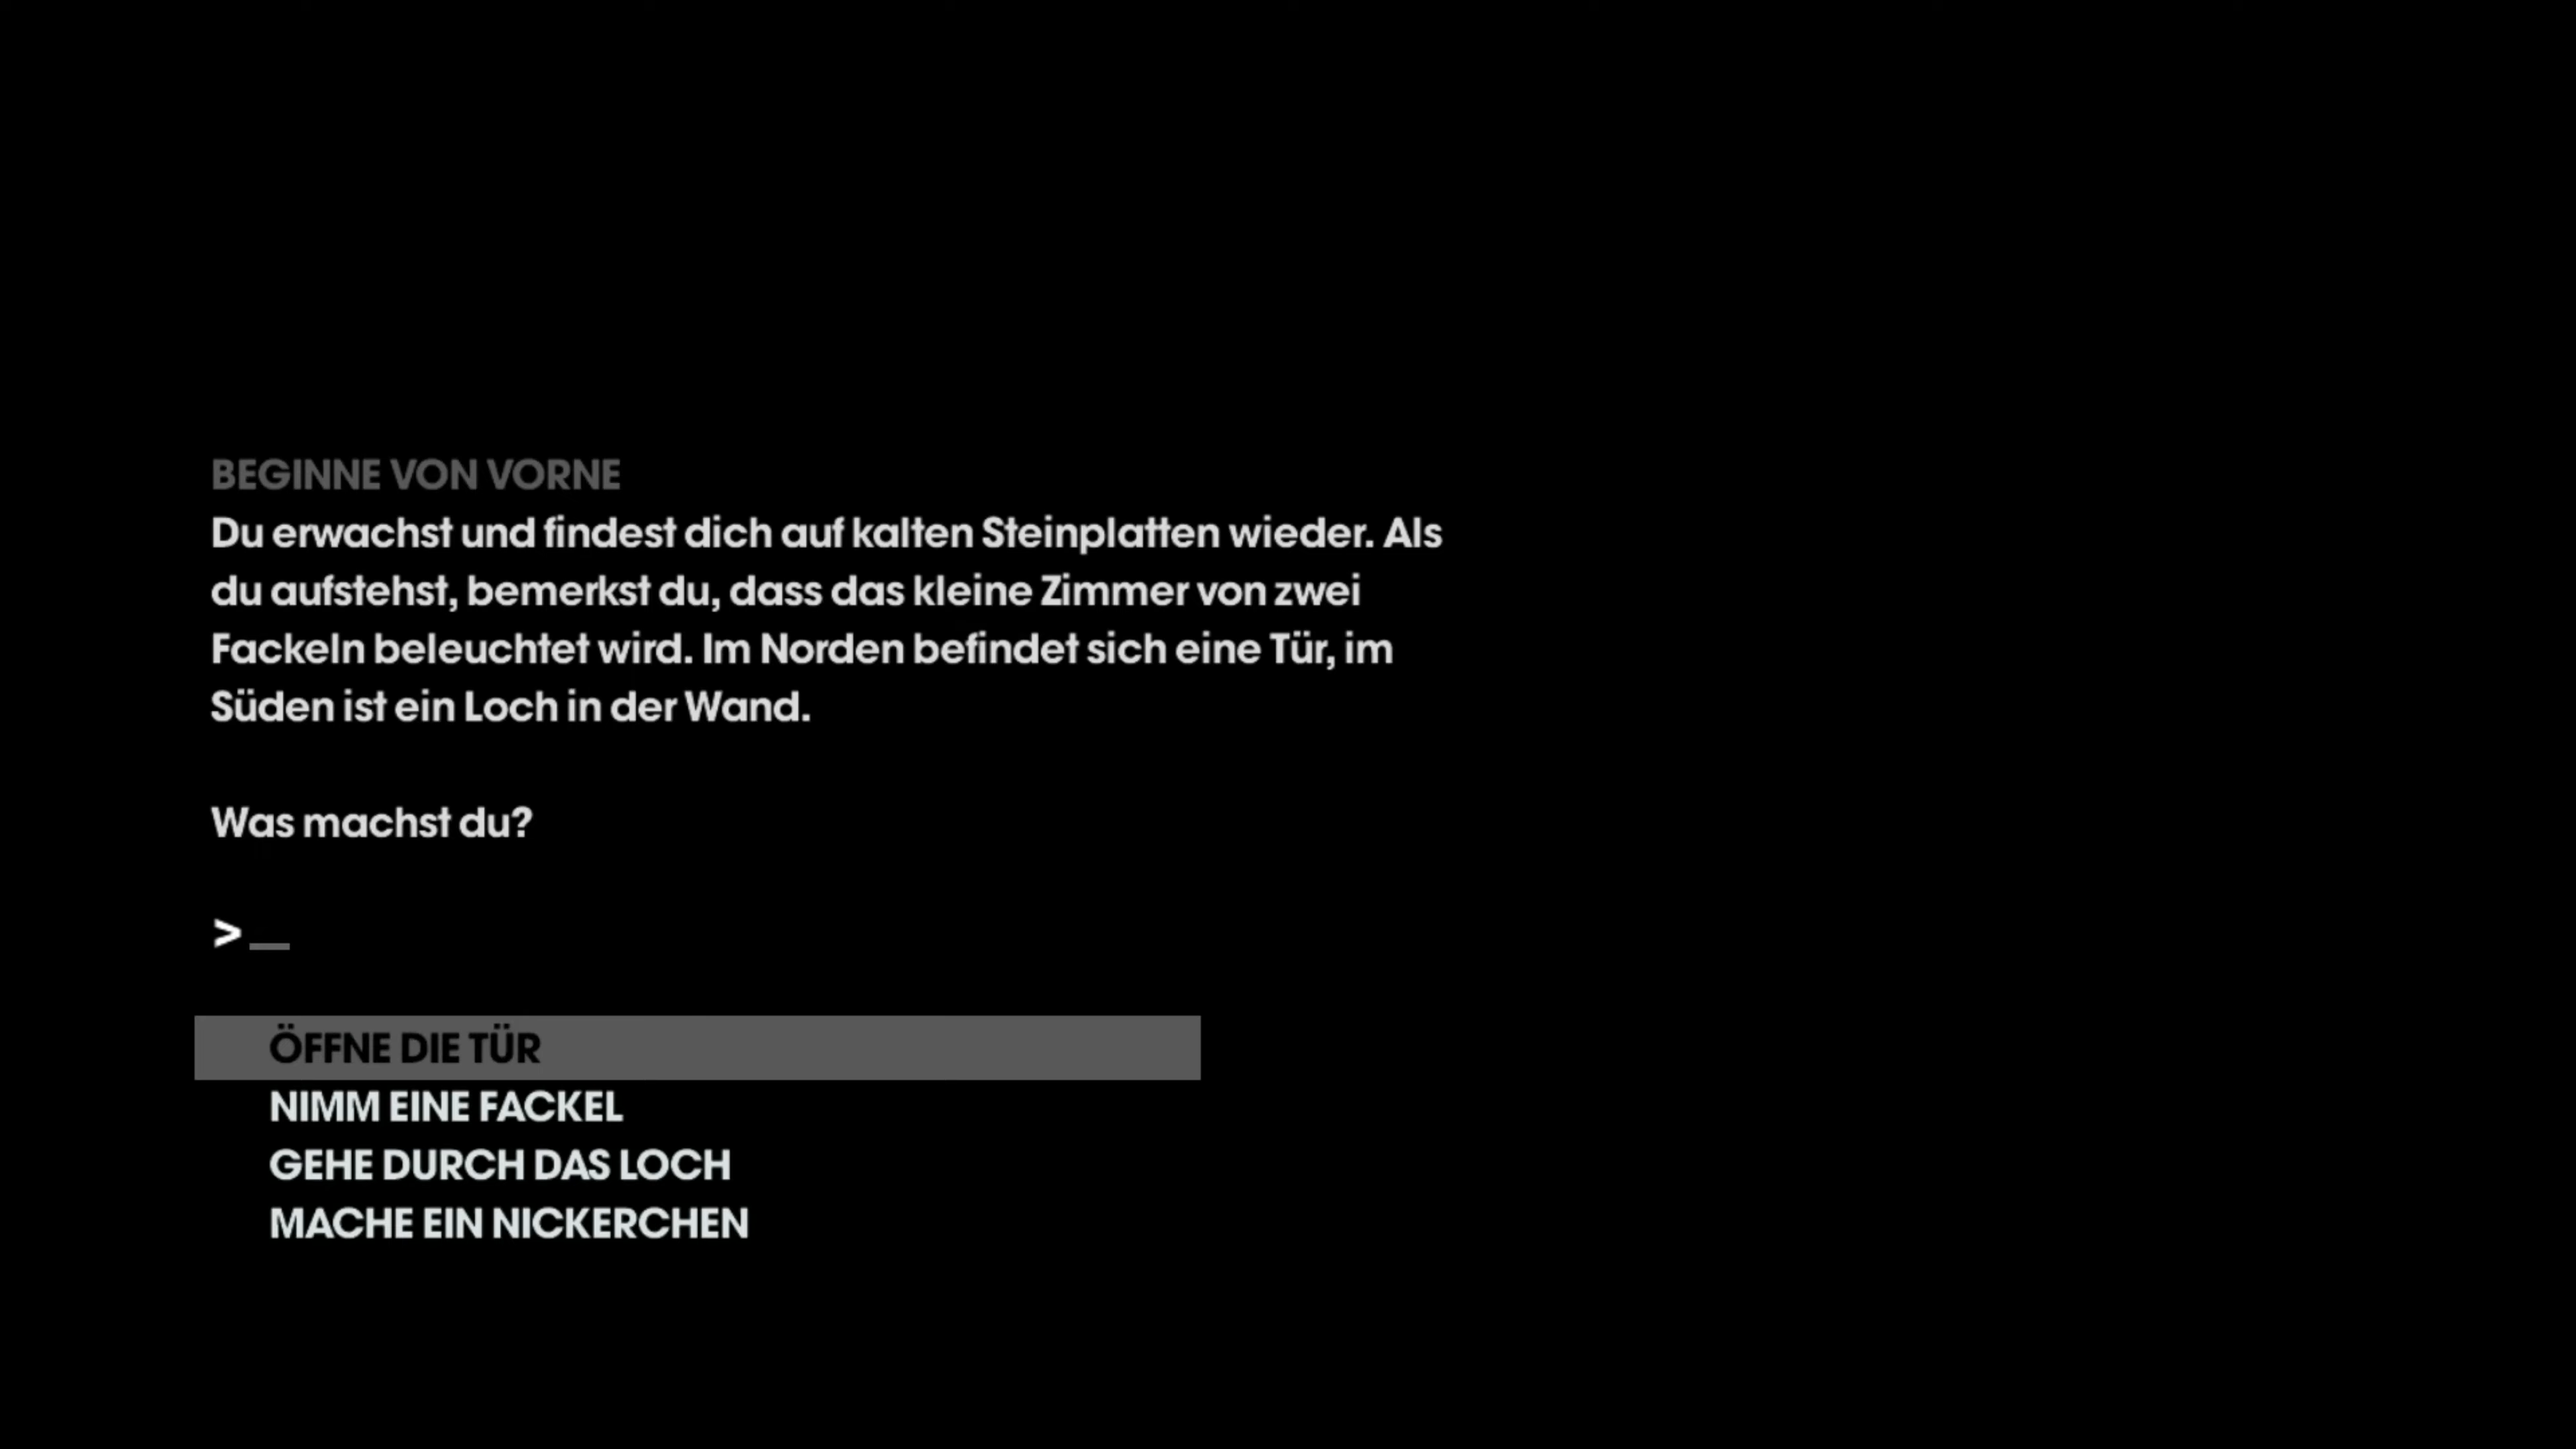 BEGINNE VON VORNE
Du erwachst und findest dich auf kalten Steinplatten wieder. Als
du aufstehst, bemerkst du, dass das kleine Zimmer von zwei
Fackeln beleuchtet wird. Im Norden befindet sich eine Tür, im
Süden ist ein Loch in der Wand.
Was machst du?
>_
ÖFFNE DIE TÜR
NIMM EINE FACKEL
GEHE DURCH DAS LOCH
MACHE EIN NICKERCHEN